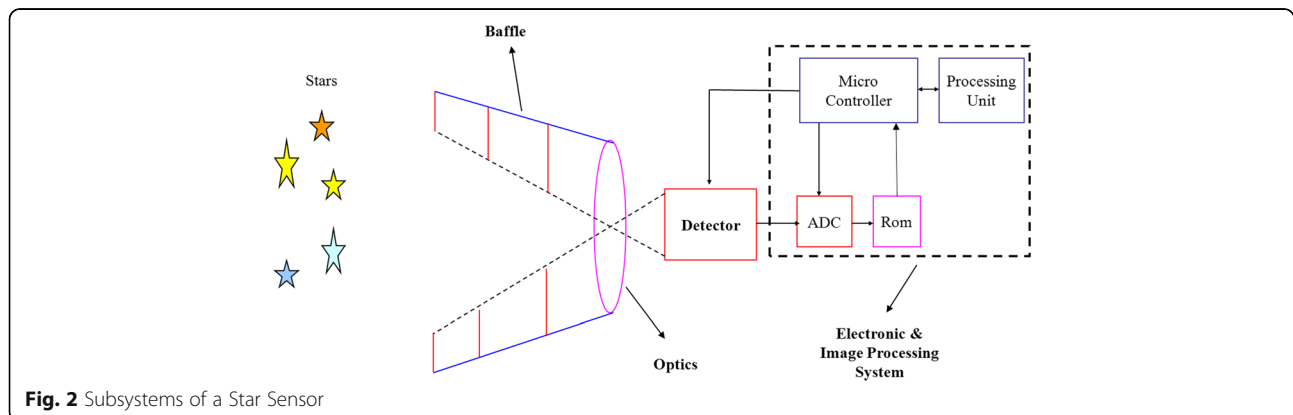 Baffle
Stars
Micro
Controller
Processing
Unit
Detector
ADC
Rom
Optics
Electronic &
Image Processing
System
Fig. 2 Subsystems of a Star Sensor